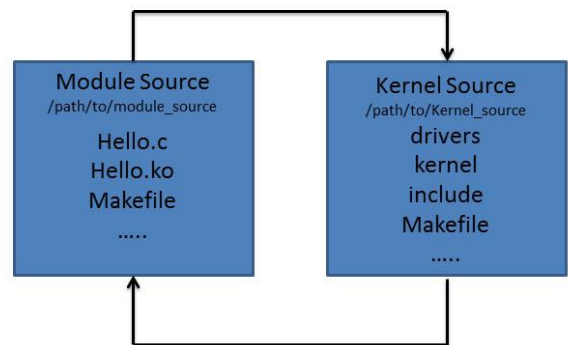 Module Source
/path/to/module_source
Hello.c
Hello.ko
Makefile
.....
Kernel Source
/path/to/Kernel_source
drivers
kernel
include
Makefile
.....